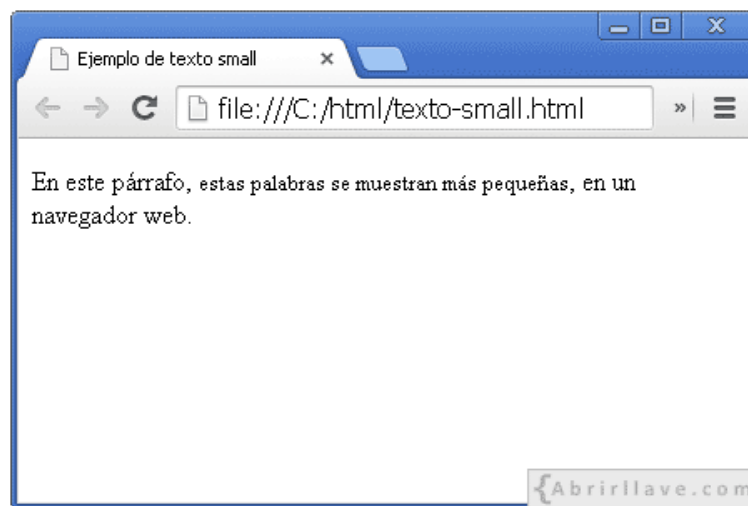 Ejemplo de texto small
file:///C:/html/texto-small.html
En este párrafo, estas palabras se muestran más pequeñas, en un
navegador web.
{Abrirllave.com